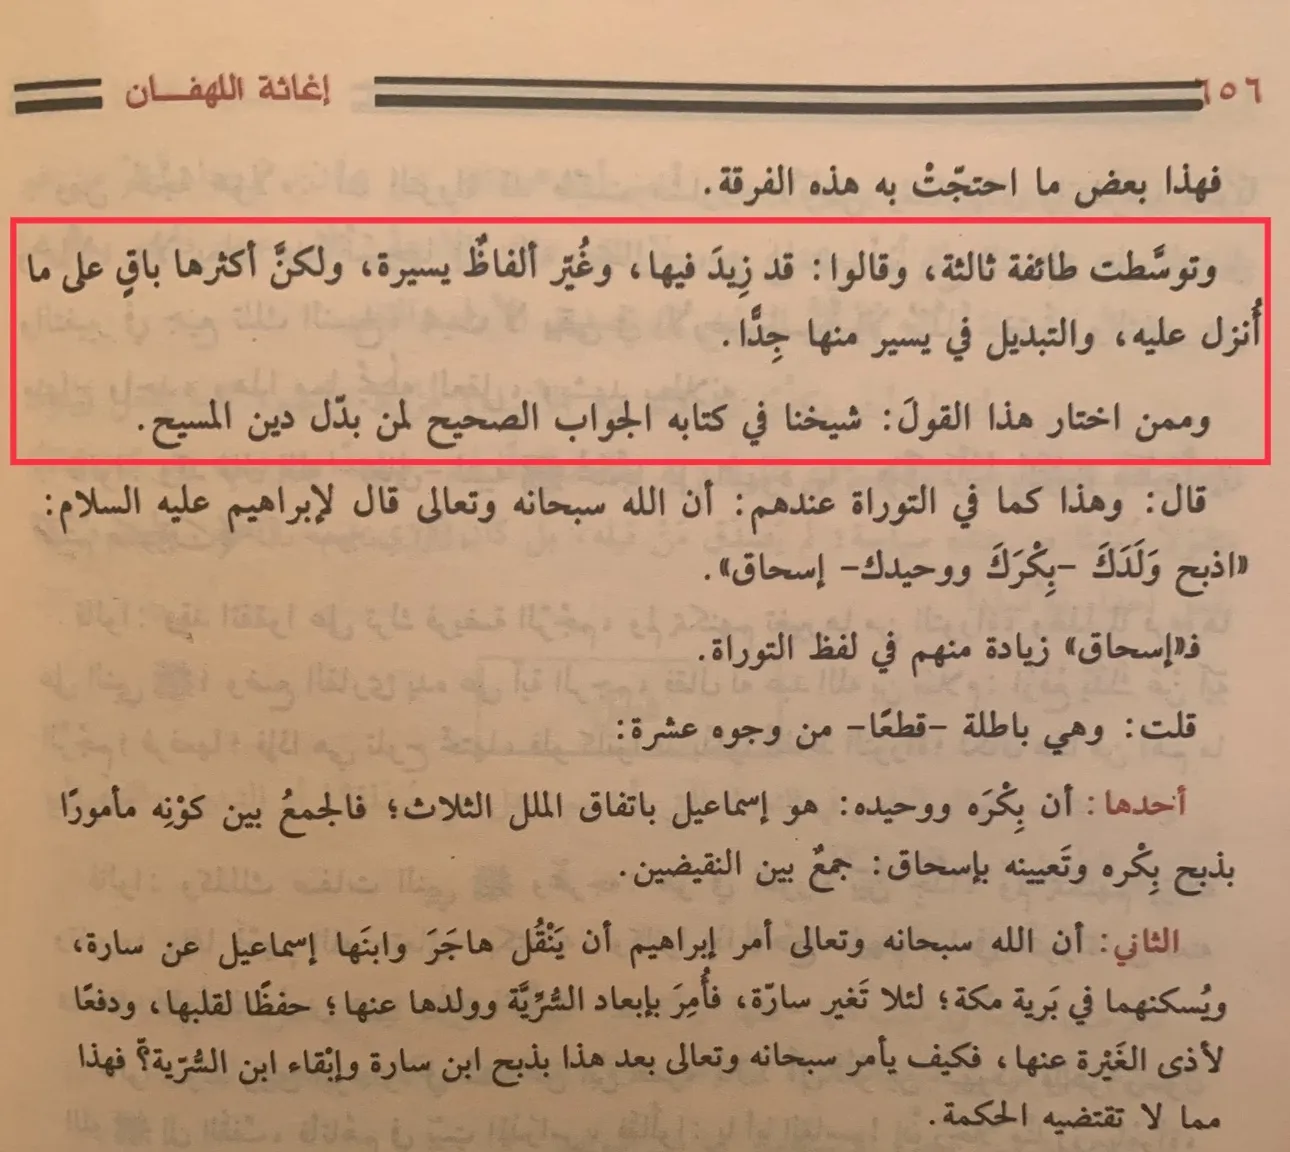 ٦٥٦ إغاثة اللهفـــان
فهذا بعض ما احتجّتْ به هذه الفرقة.
وتوسَّطت طائفة ثالثة، وقالوا: قد زِيدَ فيها، وغُيّر ألفاظٌ يسيرة، ولكنَّ أكثرها باقٍ على ما
أُنزل عليه، والتبديل في يسير منها جِدًّا.
وممن اختار هذا القولَ: شيخنا في كتابه الجواب الصحيح لمن بدّل دين المسيح.
قال: وهذا كما في التوراة عندهم: أن الله سبحانه وتعالى قال لإبراهيم عليه السلام:
«اذبح وَلَدَكَ -بِكْرَكَ ووحيدك- إسحاق».
فـ«إسحاق» زيادة منهم في لفظ التوراة.
قلت: وهي باطلة -قطعًا- من وجوه عشرة:
أحدها: أن بِكْرَه ووحيده: هو إسماعيل باتفاق الملل الثلاث؛ فالجمعُ بين كوْنِه مأمورًا
بذبح بِكْره وتَعيينه بإسحاق: جمعٌ بين النقيضين.
الثاني: أن الله سبحانه وتعالى أمر إبراهيم أن يَنْقُل هاجَرَ وابنَها إسماعيل عن سارة،
ويُسكنهما في بَرية مكة؛ لئلا تَغير سارّة، فأُمِرَ بإبعاد السُّرِّيَّة وولدها عنها؛ حفظًا لقلبها، ودفعًا
لأذى الغَيْرة عنها، فكيف يأمر سبحانه وتعالى بعد هذا بذبح ابن سارة وإبْقاء ابن السُّرّية؟ فهذا
مما لا تقتضيه الحكمة.